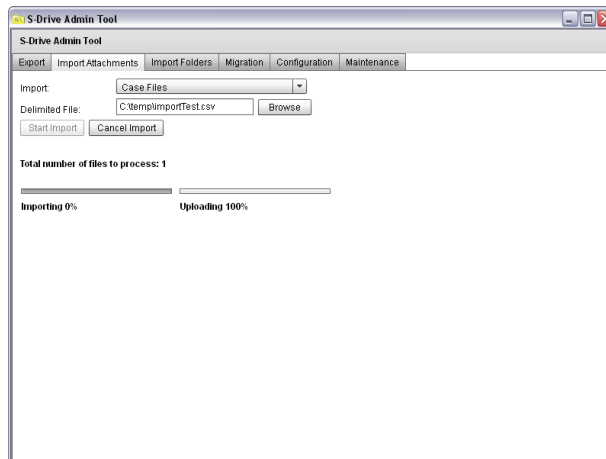 S-Drive Admin Tool
S-Drive Admin Tool
Export Import Attachments Import Folders Migration Configuration Maintenance
Import: Case Files
Delimited File: C:\temp\importTest.csv Browse
Start Import Cancel Import
Total number of files to process: 1
Importing 0% Uploading 100%